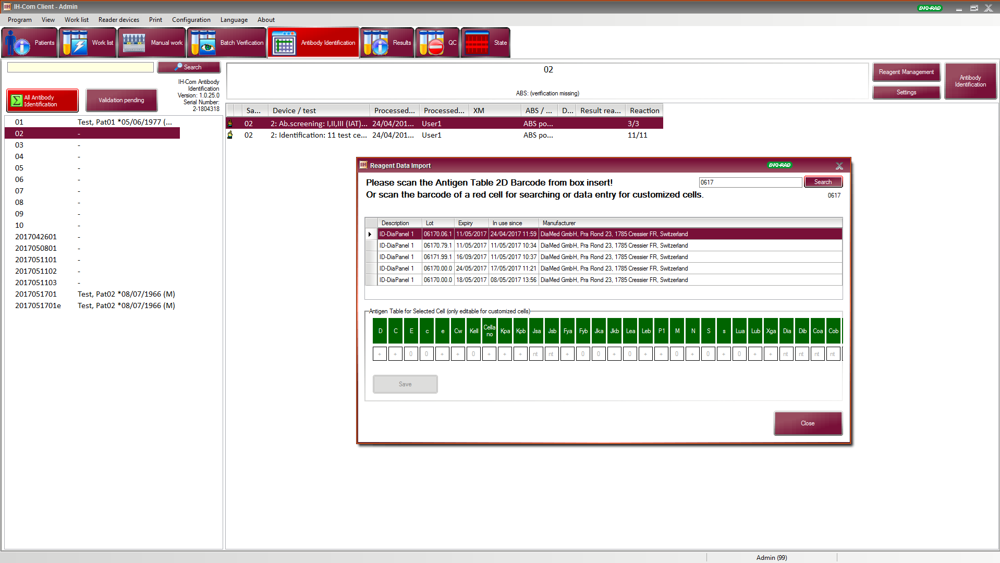 IH-Com Client - Admin
BIO-RAD
Program View Work list Reader devices Print Configuration Language About
Patients Work list Manual work Batch Verification Antibody Identification Results QC State
Search
IH-Com Antibody
Identification
Version: 1.0.25.0
Serial Number:
2-1804318
All Antibody
Identification
Validation pending
01 Test, Pat01 *05/06/1977 (...
02 -
03 -
04 -
05 -
06 -
07 -
08 -
09 -
10 -
2017042601 -
2017050801 -
2017051101 -
2017051102 -
2017051103 -
2017051701 Test, Pat02 *08/07/1966 (M)
2017051701e Test, Pat02 *08/07/1966 (M)
02
ABS: (verification missing)
Reagent Management
Settings
Antibody
Identification
Sa... Device / test Processed... Processed... XM ABS / ... D... Result rea... Reaction
02 2: Ab.screening: I,II,III (IAT)... 24/04/201... User1 ABS po... 3/3
02 2: Identification: 11 test ce... 24/04/201... User1 ABS po... 11/11
Reagent Data Import
BIO-RAD
Please scan the Antigen Table 2D Barcode from box insert!
Or scan the barcode of a red cell for searching or data entry for customized cells.
0617 Search
0617
Description Lot Expiry In use since Manufacturer
ID-DiaPanel 1 06170.06.1 11/05/2017 24/04/2017 11:59 DiaMed GmbH, Pra Rond 23, 1785 Cressier FR, Switzerland
ID-DiaPanel 1 06170.79.1 11/05/2017 11/05/2017 10:34 DiaMed GmbH, Pra Rond 23, 1785 Cressier FR, Switzerland
ID-DiaPanel 1 06171.99.1 16/09/2017 11/05/2017 10:37 DiaMed GmbH, Pra Rond 23, 1785 Cressier FR, Switzerland
ID-DiaPanel 1 06170.00.0 24/05/2017 17/05/2017 11:21 DiaMed GmbH, Pra Rond 23, 1785 Cressier FR, Switzerland
ID-DiaPanel 1 06170.00.0 18/05/2017 08/05/2017 13:56 DiaMed GmbH, Pra Rond 23, 1785 Cressier FR, Switzerland
Antigen Table for Selected Cell (only editable for customized cells)
D C E c e Cw Kell Cellano Kpa Kpb Jsa Jsb Fya Fyb Jka Jkb Lea Leb P1 M N S s Lua Lub Xga Dia Dib Coa Cob
+ + 0 0 + + 0 + + + nt nt + 0 0 + 0 + + 0 + 0 + 0 + + nt nt nt nt
Save
Close
Admin (99)